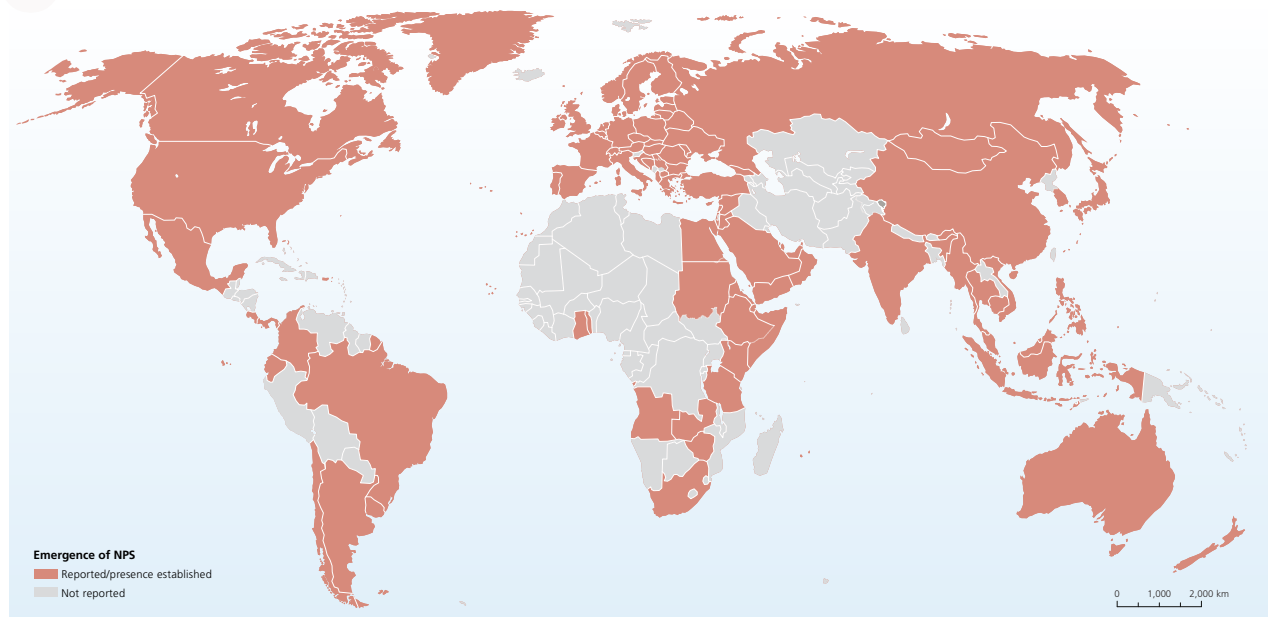 Emergence of NPS
Reported/presence established
Not reported
0 1,000 2,000 km